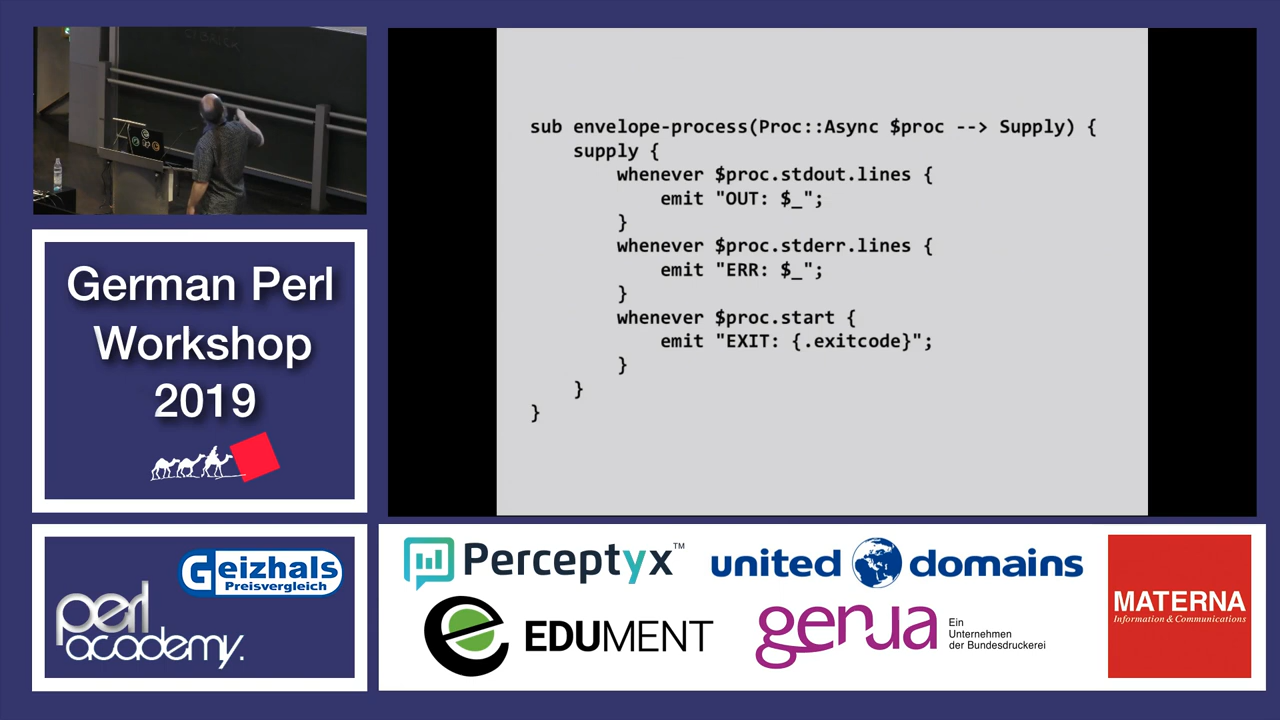 sub envelope-process(Proc::Async $proc --> Supply) {
    supply {
        whenever $proc.stdout.lines {
            emit "OUT: $_";
        }
        whenever $proc.stderr.lines {
            emit "ERR: $_";
        }
        whenever $proc.start {
            emit "EXIT: {.exitcode}";
        }
    }
}
German Perl
Workshop
2019
Geizhals
Preisvergleich
perl
academy.
Perceptyx™
united domains
EDUMENT
genua
Ein
Unternehmen
der Bundesdruckerei
MATERNA
Information & Communications